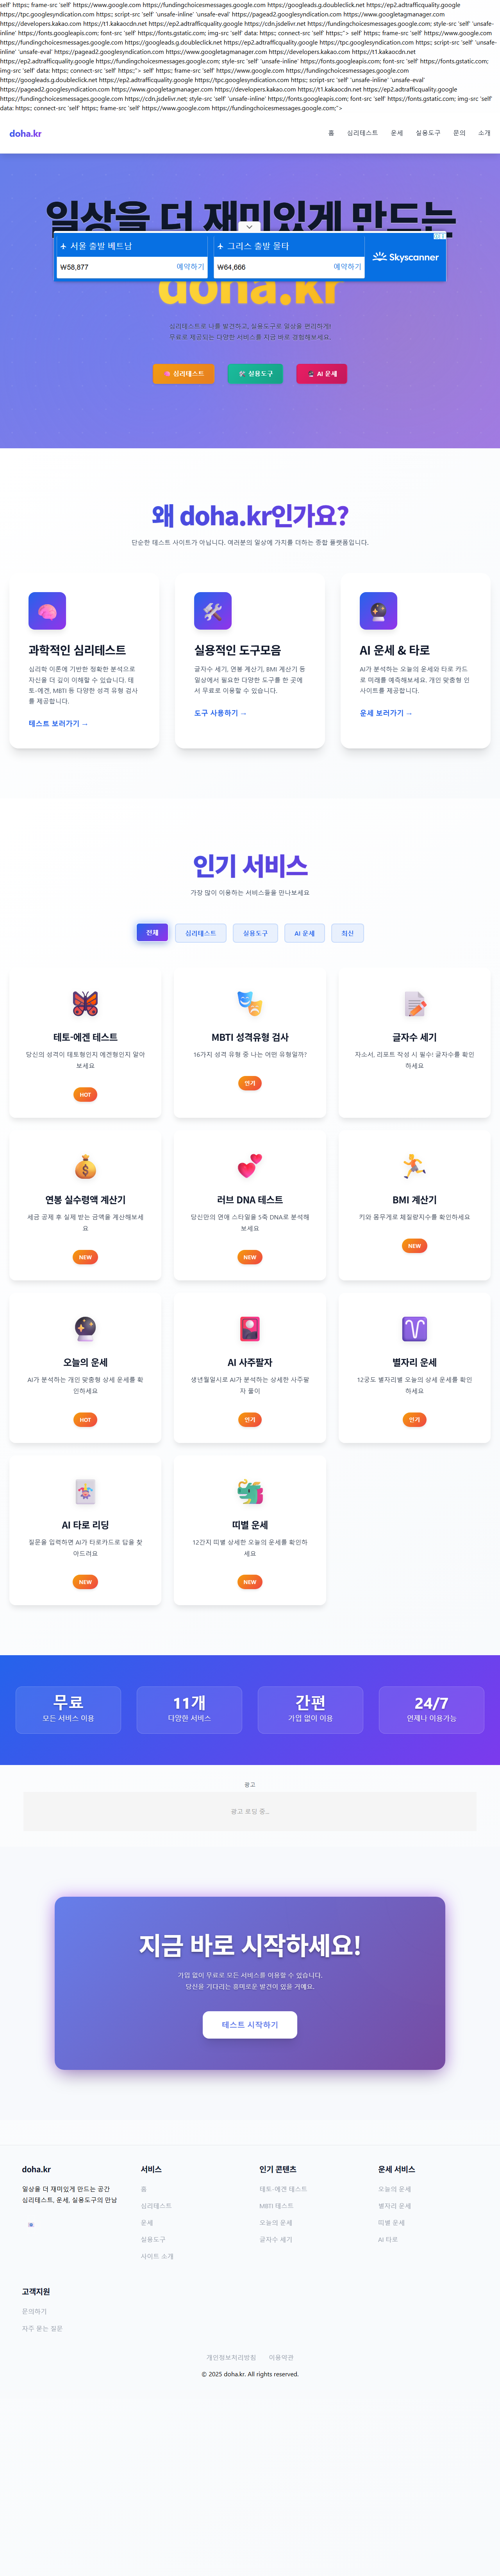 self' https:; frame-src 'self' https://www.google.com https://fundingchoicesmessages.google.com https://googleads.g.doubleclick.net https://ep2.adtrafficquality.google
https://tpc.googlesyndication.com https:; script-src 'self' 'unsafe-inline' 'unsafe-eval' https://pagead2.googlesyndication.com https://www.googletagmanager.com
https://developers.kakao.com https://t1.kakaocdn.net https://ep2.adtrafficquality.google https://cdn.jsdelivr.net https://fundingchoicesmessages.google.com; style-src 'self' 'unsafe-
inline' https://fonts.googleapis.com; font-src 'self' https://fonts.gstatic.com; img-src 'self' data: https:; connect-src 'self' https:;"> self' https:; frame-src 'self' https://www.google.com
https://fundingchoicesmessages.google.com https://googleads.g.doubleclick.net https://ep2.adtrafficquality.google https://tpc.googlesyndication.com https:; script-src 'self' 'unsafe-
inline' 'unsafe-eval' https://pagead2.googlesyndication.com https://www.googletagmanager.com https://developers.kakao.com https://t1.kakaocdn.net
https://ep2.adtrafficquality.google https://fundingchoicesmessages.google.com; style-src 'self' 'unsafe-inline' https://fonts.googleapis.com; font-src 'self' https://fonts.gstatic.com;
img-src 'self' data: https:; connect-src 'self' https:;"> self' https:; frame-src 'self' https://www.google.com https://fundingchoicesmessages.google.com
https://googleads.g.doubleclick.net https://ep2.adtrafficquality.google https://tpc.googlesyndication.com https:; script-src 'self' 'unsafe-inline' 'unsafe-eval'
https://pagead2.googlesyndication.com https://www.googletagmanager.com https://developers.kakao.com https://t1.kakaocdn.net https://ep2.adtrafficquality.google
https://fundingchoicesmessages.google.com https://cdn.jsdelivr.net; style-src 'self' 'unsafe-inline' https://fonts.googleapis.com; font-src 'self' https://fonts.gstatic.com; img-src 'self'
data: https:; connect-src 'self' https:; frame-src 'self' https://www.google.com https://fundingchoicesmessages.google.com;">
doha.kr
홈 심리테스트 운세 실용도구 문의 소개
일상을 더 재미있게 만드는
+ 서울 출발 베트남
₩58,877 예약하기
+ 그리스 출발 몰타
₩64,666 예약하기
Skyscanner
doha.kr
심리테스트로 나를 발견하고, 실용도구로 일상을 편리하게!
무료로 제공되는 다양한 서비스를 지금 바로 경험해보세요.
심리테스트
실용도구
AI 운세
왜 doha.kr인가요?
단순한 테스트 사이트가 아닙니다. 여러분의 일상에 가치를 더하는 종합 플랫폼입니다.
과학적인 심리테스트
심리학 이론에 기반한 정확한 분석으로
자신을 더 깊이 이해할 수 있습니다. 테
토-에겐, MBTI 등 다양한 성격 유형 검사
를 제공합니다.
테스트 보러가기 →
실용적인 도구모음
글자수 세기, 연봉 계산기, BMI 계산기 등
일상에서 필요한 다양한 도구를 한 곳에
서 무료로 이용할 수 있습니다.
도구 사용하기 →
AI 운세 & 타로
AI가 분석하는 오늘의 운세와 타로 카드
로 미래를 예측해보세요. 개인 맞춤형 인
사이트를 제공합니다.
운세 보러가기 →
인기 서비스
가장 많이 이용하는 서비스들을 만나보세요
전체 심리테스트 실용도구 AI 운세 최신
테토-에겐 테스트
당신의 성격이 테토형인지 에겐형인지 알아
보세요
HOT
MBTI 성격유형 검사
16가지 성격 유형 중 나는 어떤 유형일까?
인기
글자수 세기
자소서, 리포트 작성 시 필수! 글자수를 확인
하세요
연봉 실수령액 계산기
세금 공제 후 실제 받는 금액을 계산해보세
요
NEW
러브 DNA 테스트
당신만의 연애 스타일을 5축 DNA로 분석해
보세요
NEW
BMI 계산기
키와 몸무게로 체질량지수를 확인하세요
NEW
오늘의 운세
AI가 분석하는 개인 맞춤형 상세 운세를 확
인하세요
HOT
AI 사주팔자
생년월일시로 AI가 분석하는 상세한 사주팔
자 풀이
인기
별자리 운세
12궁도 별자리별 오늘의 상세 운세를 확인
하세요
인기
AI 타로 리딩
질문을 입력하면 AI가 타로카드로 답을 찾
아드려요
NEW
띠별 운세
12간지 띠별 상세한 오늘의 운세를 확인하
세요
NEW
무료
모든 서비스 이용
11개
다양한 서비스
간편
가입 없이 이용
24/7
언제나 이용가능
광고
광고 로딩 중...
지금 바로 시작하세요!
가입 없이 무료로 모든 서비스를 이용할 수 있습니다.
당신을 기다리는 흥미로운 발견이 있을 거예요.
테스트 시작하기
doha.kr
일상을 더 재미있게 만드는 공간
심리테스트, 운세, 실용도구의 만남
서비스
홈
심리테스트
운세
실용도구
사이트 소개
인기 콘텐츠
테토-에겐 테스트
MBTI 테스트
오늘의 운세
글자수 세기
운세 서비스
오늘의 운세
별자리 운세
띠별 운세
AI 타로
고객지원
문의하기
자주 묻는 질문
개인정보처리방침 이용약관
© 2025 doha.kr. All rights reserved.